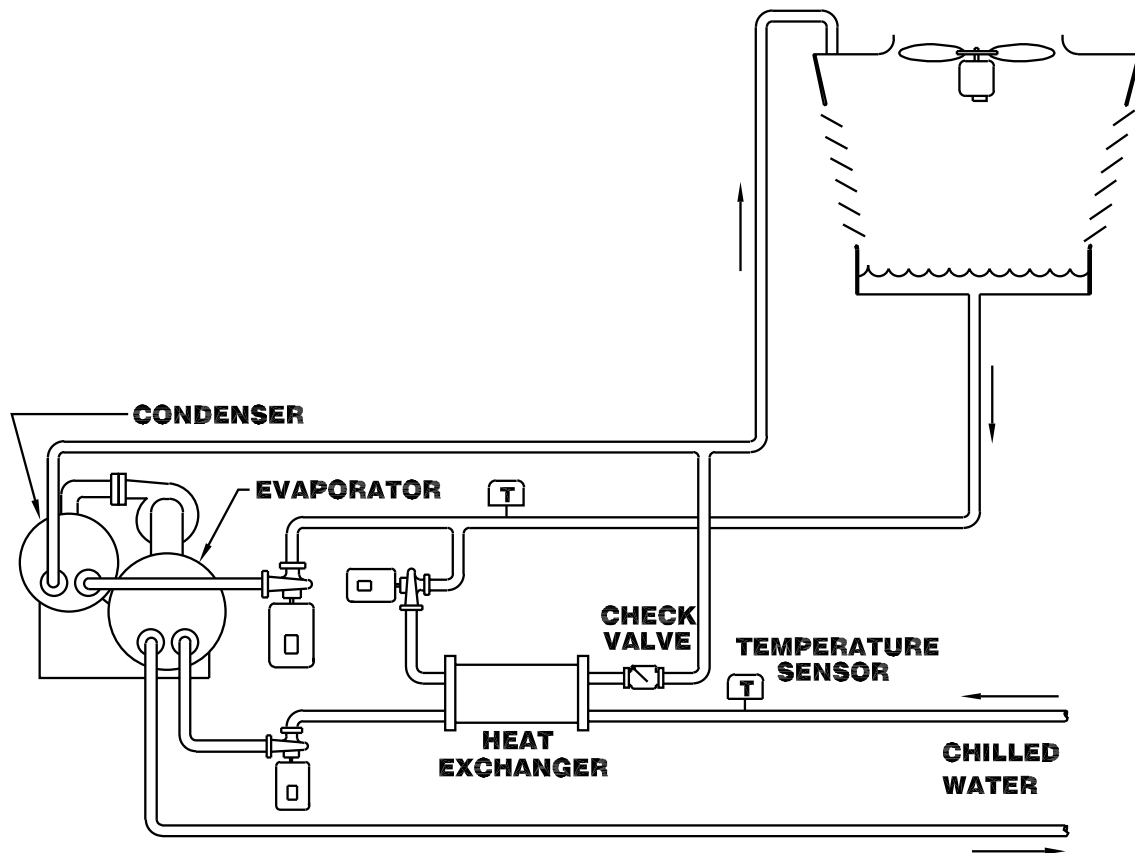 CONDENSER
EVAPORATOR
T
CHECK
VALVE
TEMPERATURE
SENSOR
T
HEAT
EXCHANGER
CHILLED
WATER